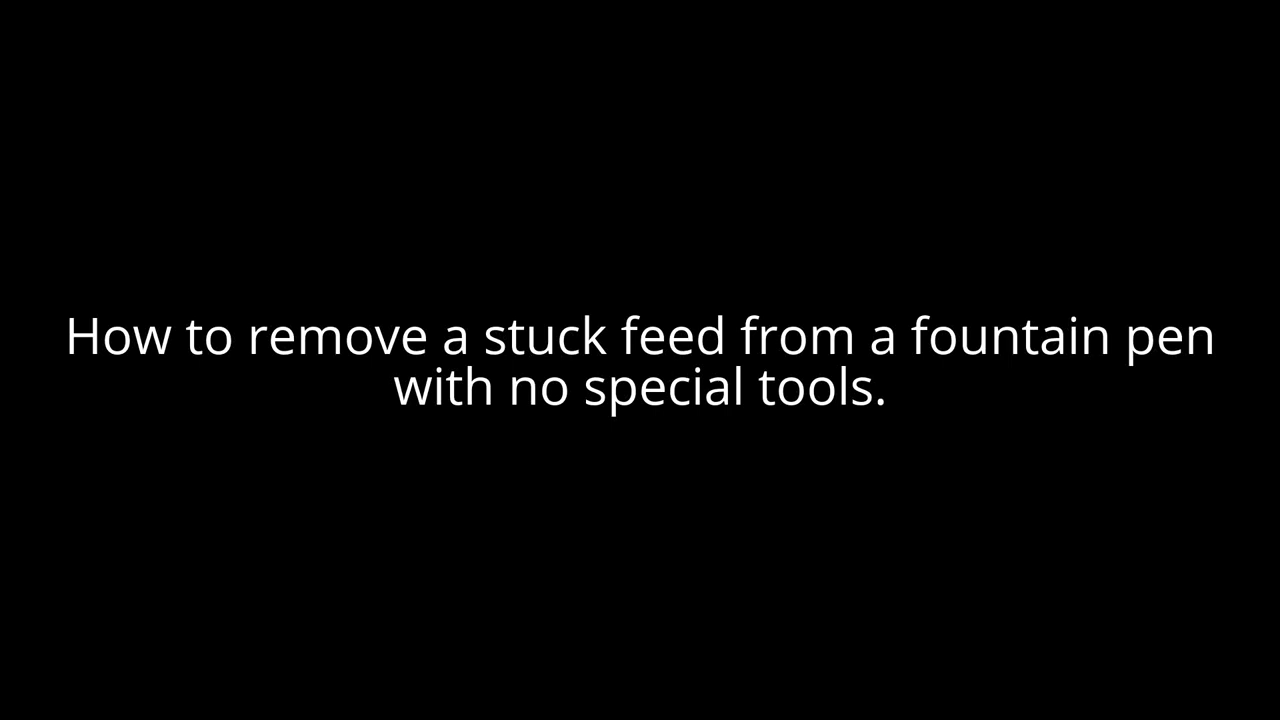 How to remove a stuck feed from a fountain pen
with no special tools.